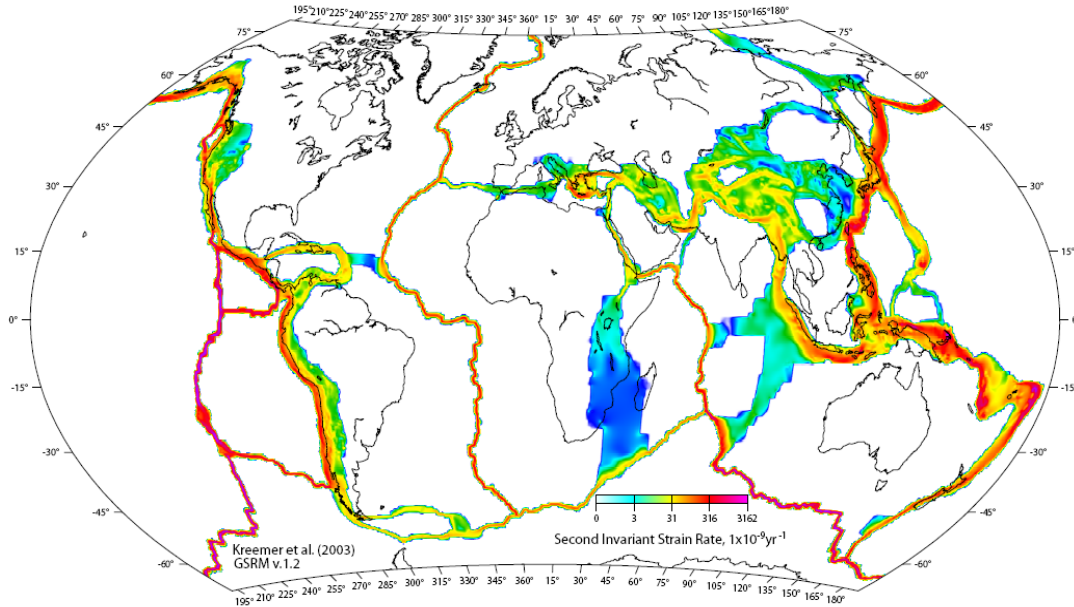 195° 210° 225° 240° 255° 270° 285° 300° 315° 330° 345° 0° 15° 30° 45° 60° 75° 90° 105° 120° 135° 150° 165° 180°
75° 75°
60° 60°
45° 45°
30° 30°
15° 15°
0° 0
-15° -15°
-30° -30°
-45° -45°
0 3 31 316 3162
Second Invariant Strain Rate, 1x10⁻⁹yr⁻¹
Kreemer et al. (2003)
GSRM v.1.2
-60° -60°
195° 210° 225° 240° 255° 270° 285° 300° 315° 330° 345° 0° 15° 30° 45° 60° 75° 90° 105° 120° 135° 150° 165° 180°